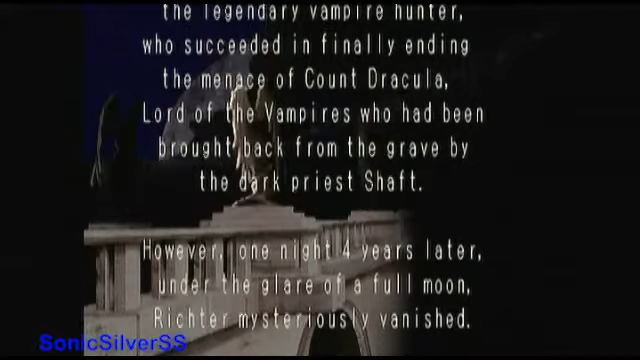 the legendary vampire hunter,
who succeeded in finally ending
the menace of Count Dracula,
Lord of the Vampires who had been
brought back from the grave by
the dark priest Shaft.
However, one night 4 years later,
under the glare of a full moon,
Richter mysteriously vanished.
SonicSilverSS